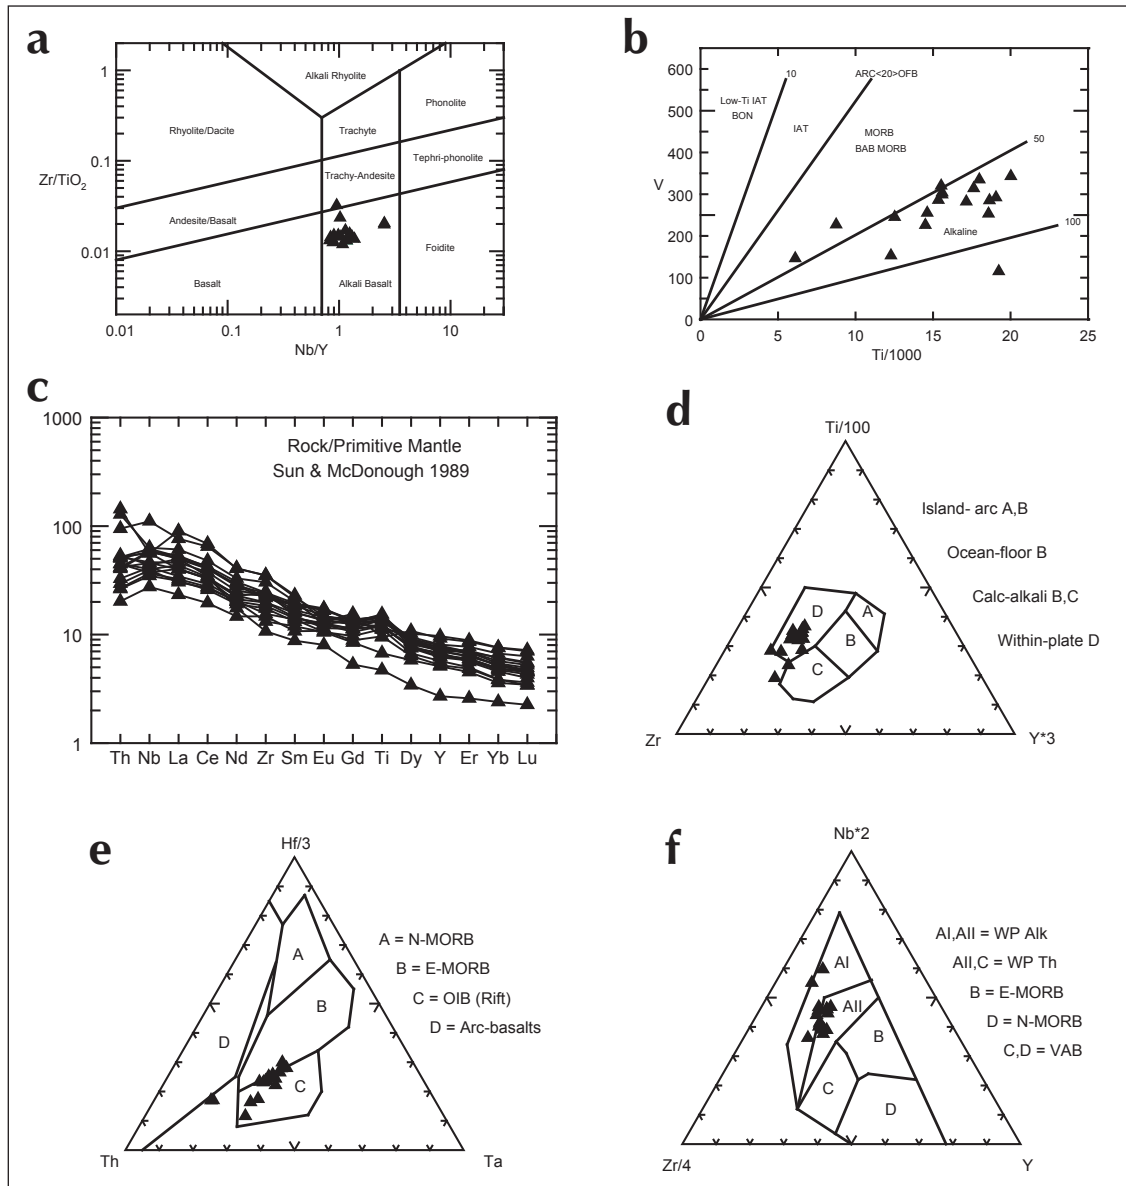 a
Zr/TiO2
1
0.1
0.01
0.01
0.1
1
10
Nb/Y
Alkali Rhyolite
Phonolite
Rhyolite/Dacite
Trachyte
Tephri-phonolite
Trachy-Andesite
Andesite/Basalt
Foidite
Basalt
Alkali Basalt
b
V
600
500
400
300
200
100
0
0
5
10
15
20
25
Ti/1000
10
ARC<20>OFB
Low-Ti IAT
BON
IAT
MORB
BAB MORB
50
Alkaline
100
c
1000
100
10
1
Rock/Primitive Mantle
Sun & McDonough 1989
Th Nb La Ce Nd Zr Sm Eu Gd Ti Dy Y Er Yb Lu
d
Ti/100
Island- arc A,B
Ocean-floor B
Calc-alkali B,C
Within-plate D
D
A
B
C
Zr
Y*3
e
Hf/3
A = N-MORB
B = E-MORB
C = OIB (Rift)
D = Arc-basalts
A
B
D
C
Th
Ta
f
Nb*2
AI,AII = WP Alk
AII,C = WP Th
B = E-MORB
D = N-MORB
C,D = VAB
AI
AII
B
C
D
Zr/4
Y